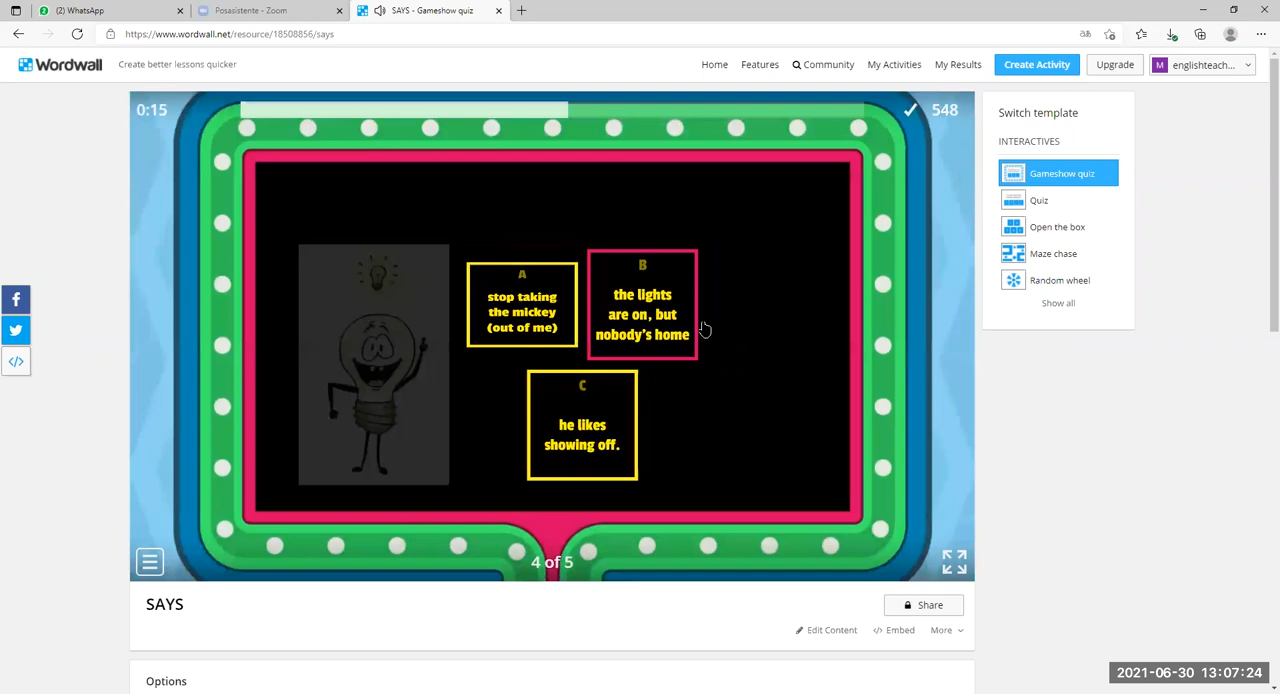 (2) WhatsApp
Posasistente - Zoom
SAYS - Gameshow quiz
https://www.wordwall.net/resource/18508856/says
Wordwall
Create better lessons quicker
Home
Features
Community
My Activities
My Results
Create Activity
Upgrade
M
englishteach...
0:15
548
A
stop taking
the mickey
(out of me)
B
the lights
are on, but
nobody's home
C
he likes
showing off.
4 of 5
Switch template
INTERACTIVES
Gameshow quiz
Quiz
Open the box
Maze chase
Random wheel
Show all
SAYS
Share
Edit Content
Embed
More
Options
2021-06-30 13:07:24